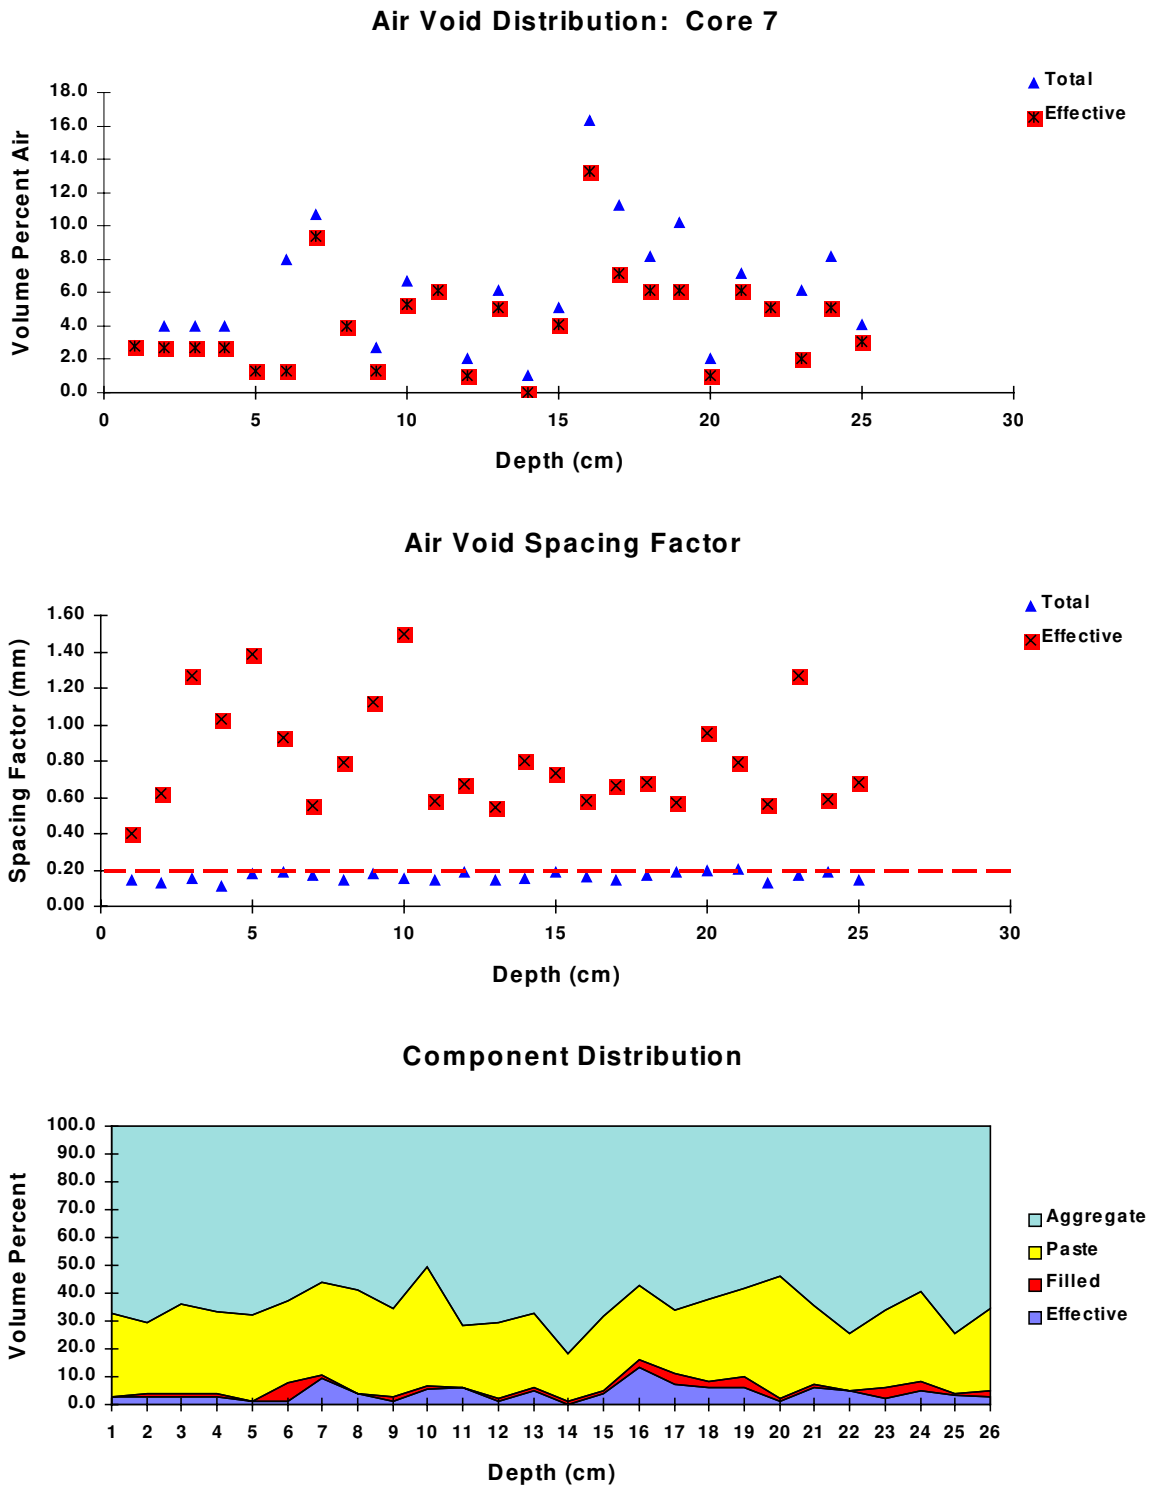 Air Void Distribution: Core 7
Total
Effective
Volume Percent Air
18.0
16.0
14.0
12.0
10.0
8.0
6.0
4.0
2.0
0.0
0 5 10 15 20 25 30
Depth (cm)
Air Void Spacing Factor
Total
Effective
Spacing Factor (mm)
1.60
1.40
1.20
1.00
0.80
0.60
0.40
0.20
0.00
0 5 10 15 20 25 30
Depth (cm)
Component Distribution
Volume Percent
100.0
90.0
80.0
70.0
60.0
50.0
40.0
30.0
20.0
10.0
0.0
Aggregate
Paste
Filled
Effective
1 2 3 4 5 6 7 8 9 10 11 12 13 14 15 16 17 18 19 20 21 22 23 24 25 26
Depth (cm)